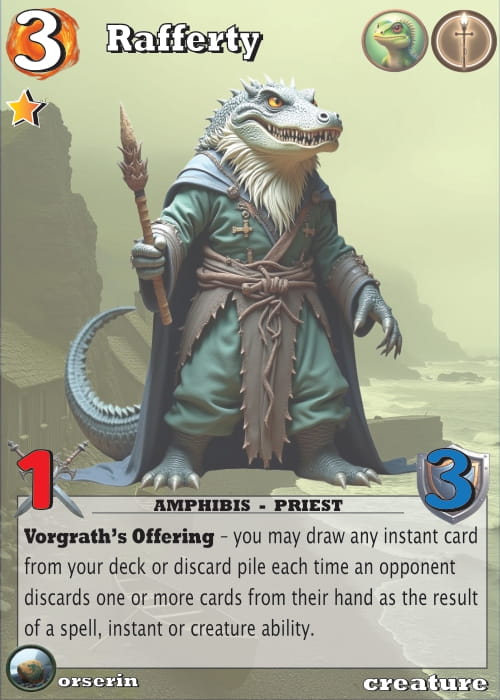 3 Rafferty
1
3
AMPHIBIS - PRIEST
Vorgrath's Offering - you may draw any instant card
from your deck or discard pile each time an opponent
discards one or more cards from their hand as the result
of a spell, instant or creature ability.
orserin
creature